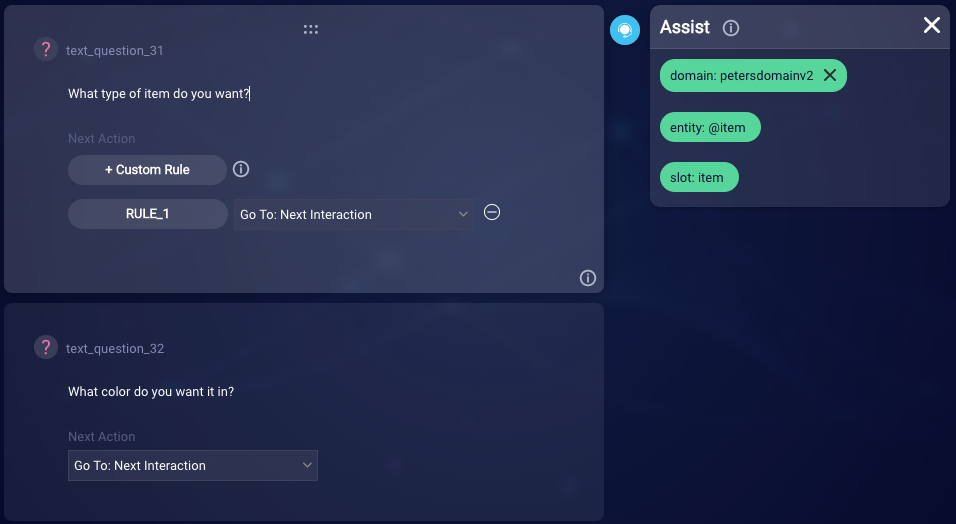 text_question_31
What type of item do you want?
Next Action
+ Custom Rule
RULE_1
Go To: Next Interaction
text_question_32
What color do you want it in?
Next Action
Go To: Next Interaction
Assist
domain: petersdomainv2
entity: @item
slot: item